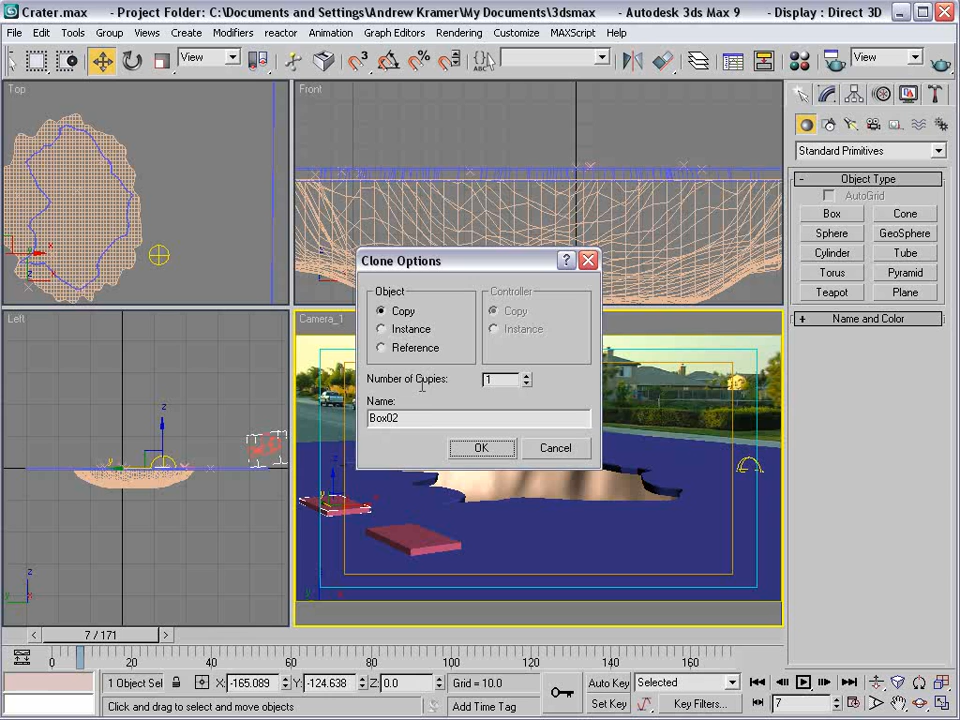 Crater.max - Project Folder: C:\Documents and Settings\Andrew Kramer\My Documents\3dsmax - Autodesk 3ds Max 9 - Display : Direct 3D
File Edit Tools Group Views Create Modifiers reactor Animation Graph Editors Rendering Customize MAXScript Help
View
ABC
View
Top
Front
Standard Primitives
- Object Type
AutoGrid
Box Cone
Sphere GeoSphere
Cylinder Tube
Torus Pyramid
Teapot Plane
+ Name and Color
Left
Camera_1
Clone Options
Object
Copy
Instance
Reference
Controller
Copy
Instance
Number of Copies: 1
Name:
Box02
OK Cancel
< 7 / 171 >
0 20 40 60 80 100 120 140 160
1 Object Sel X: -165.089 Y: -124.638 Z: 0.0 Grid = 10.0 Auto Key Selected
Click and drag to select and move objects Add Time Tag Set Key Key Filters... 7